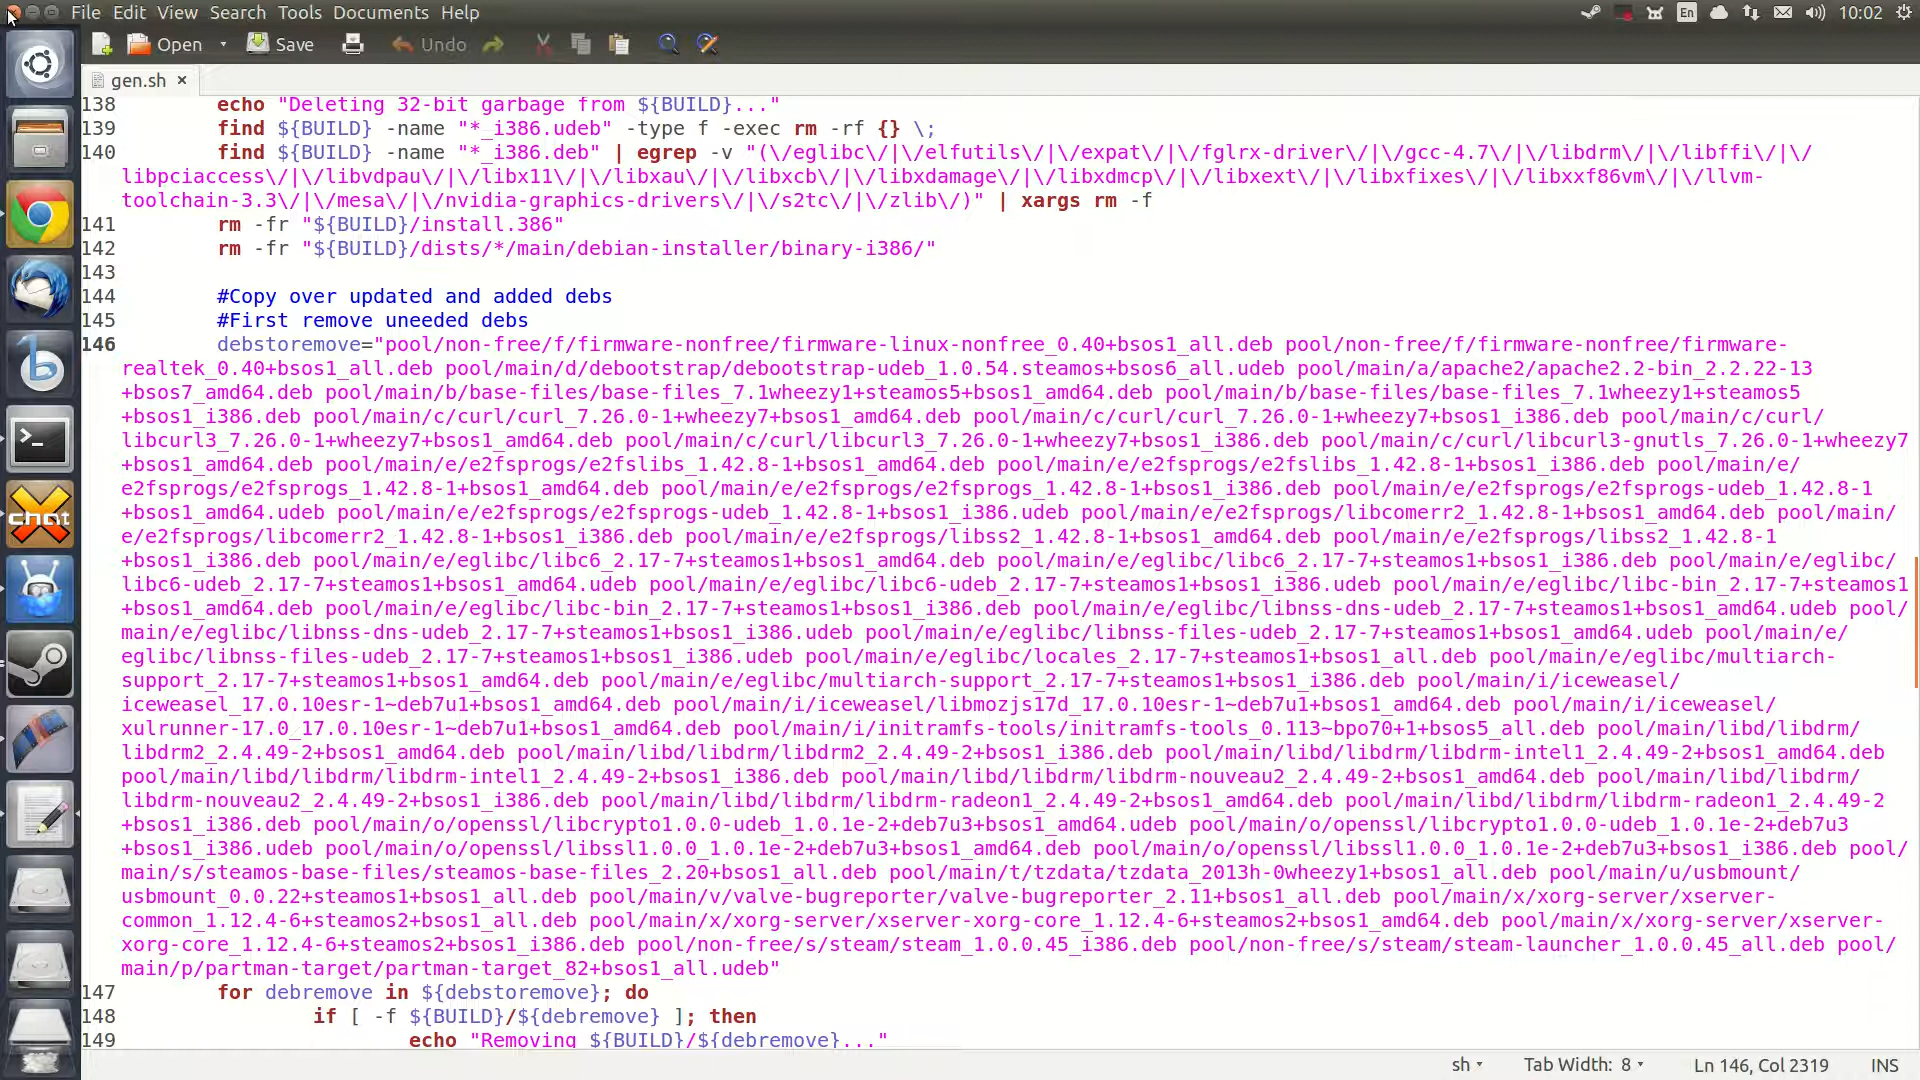 File Edit View Search Tools Documents Help
En
10:02
Open Save Undo
gen.sh ×
138 echo "Deleting 32-bit garbage from ${BUILD}..."
139 find ${BUILD} -name "*_i386.udeb" -type f -exec rm -rf {} \;
140 find ${BUILD} -name "*_i386.deb" | egrep -v "(\/eglibc\/|\/elfutils\/|\/expat\/|\/fglrx-driver\/|\/gcc-4.7\/|\/libdrm\/|\/libffi\/|\/
libpciaccess\/|\/libvdpau\/|\/libx11\/|\/libxau\/|\/libxcb\/|\/libxdamage\/|\/libxdmcp\/|\/libxext\/|\/libxfixes\/|\/libxxf86vm\/|\/llvm-
toolchain-3.3\/|\/mesa\/|\/nvidia-graphics-drivers\/|\/s2tc\/|\/zlib\/)" | xargs rm -f
141 rm -fr "${BUILD}/install.386"
142 rm -fr "${BUILD}/dists/*/main/debian-installer/binary-i386/"
143
144 #Copy over updated and added debs
145 #First remove uneeded debs
146 debstoremove="pool/non-free/f/firmware-nonfree/firmware-linux-nonfree_0.40+bsos1_all.deb pool/non-free/f/firmware-nonfree/firmware-
realtek_0.40+bsos1_all.deb pool/main/d/debootstrap/debootstrap-udeb_1.0.54.steamos+bsos6_all.udeb pool/main/a/apache2/apache2.2-bin_2.2.22-13
+bsos7_amd64.deb pool/main/b/base-files/base-files_7.1wheezy1+steamos5+bsos1_amd64.deb pool/main/b/base-files/base-files_7.1wheezy1+steamos5
+bsos1_i386.deb pool/main/c/curl/curl_7.26.0-1+wheezy7+bsos1_amd64.deb pool/main/c/curl/curl_7.26.0-1+wheezy7+bsos1_i386.deb pool/main/c/curl/
libcurl3_7.26.0-1+wheezy7+bsos1_amd64.deb pool/main/c/curl/libcurl3_7.26.0-1+wheezy7+bsos1_i386.deb pool/main/c/curl/libcurl3-gnutls_7.26.0-1+wheezy7
+bsos1_amd64.deb pool/main/e/e2fsprogs/e2fslibs_1.42.8-1+bsos1_amd64.deb pool/main/e/e2fsprogs/e2fslibs_1.42.8-1+bsos1_i386.deb pool/main/e/
e2fsprogs/e2fsprogs_1.42.8-1+bsos1_amd64.deb pool/main/e/e2fsprogs/e2fsprogs_1.42.8-1+bsos1_i386.deb pool/main/e/e2fsprogs/e2fsprogs-udeb_1.42.8-1
+bsos1_amd64.udeb pool/main/e/e2fsprogs/e2fsprogs-udeb_1.42.8-1+bsos1_i386.udeb pool/main/e/e2fsprogs/libcomerr2_1.42.8-1+bsos1_amd64.deb pool/main/
e/e2fsprogs/libcomerr2_1.42.8-1+bsos1_i386.deb pool/main/e/e2fsprogs/libss2_1.42.8-1+bsos1_amd64.deb pool/main/e/e2fsprogs/libss2_1.42.8-1
+bsos1_i386.deb pool/main/e/eglibc/libc6_2.17-7+steamos1+bsos1_amd64.deb pool/main/e/eglibc/libc6_2.17-7+steamos1+bsos1_i386.deb pool/main/e/eglibc/
libc6-udeb_2.17-7+steamos1+bsos1_amd64.udeb pool/main/e/eglibc/libc6-udeb_2.17-7+steamos1+bsos1_i386.udeb pool/main/e/eglibc/libc-bin_2.17-7+steamos1
+bsos1_amd64.deb pool/main/e/eglibc/libc-bin_2.17-7+steamos1+bsos1_i386.deb pool/main/e/eglibc/libnss-dns-udeb_2.17-7+steamos1+bsos1_amd64.udeb pool/
main/e/eglibc/libnss-dns-udeb_2.17-7+steamos1+bsos1_i386.udeb pool/main/e/eglibc/libnss-files-udeb_2.17-7+steamos1+bsos1_amd64.udeb pool/main/e/
eglibc/libnss-files-udeb_2.17-7+steamos1+bsos1_i386.udeb pool/main/e/eglibc/locales_2.17-7+steamos1+bsos1_all.deb pool/main/e/eglibc/multiarch-
support_2.17-7+steamos1+bsos1_amd64.deb pool/main/e/eglibc/multiarch-support_2.17-7+steamos1+bsos1_i386.deb pool/main/i/iceweasel/
iceweasel_17.0.10esr-1~deb7u1+bsos1_amd64.deb pool/main/i/iceweasel/libmozjs17d_17.0.10esr-1~deb7u1+bsos1_amd64.deb pool/main/i/iceweasel/
xulrunner-17.0_17.0.10esr-1~deb7u1+bsos1_amd64.deb pool/main/i/initramfs-tools/initramfs-tools_0.113~bpo70+1+bsos5_all.deb pool/main/libd/libdrm/
libdrm2_2.4.49-2+bsos1_amd64.deb pool/main/libd/libdrm/libdrm2_2.4.49-2+bsos1_i386.deb pool/main/libd/libdrm/libdrm-intel1_2.4.49-2+bsos1_amd64.deb
pool/main/libd/libdrm/libdrm-intel1_2.4.49-2+bsos1_i386.deb pool/main/libd/libdrm/libdrm-nouveau2_2.4.49-2+bsos1_amd64.deb pool/main/libd/libdrm/
libdrm-nouveau2_2.4.49-2+bsos1_i386.deb pool/main/libd/libdrm/libdrm-radeon1_2.4.49-2+bsos1_amd64.deb pool/main/libd/libdrm/libdrm-radeon1_2.4.49-2
+bsos1_i386.deb pool/main/o/openssl/libcrypto1.0.0-udeb_1.0.1e-2+deb7u3+bsos1_amd64.udeb pool/main/o/openssl/libcrypto1.0.0-udeb_1.0.1e-2+deb7u3
+bsos1_i386.udeb pool/main/o/openssl/libssl1.0.0_1.0.1e-2+deb7u3+bsos1_amd64.deb pool/main/o/openssl/libssl1.0.0_1.0.1e-2+deb7u3+bsos1_i386.deb pool/
main/s/steamos-base-files/steamos-base-files_2.20+bsos1_all.deb pool/main/t/tzdata/tzdata_2013h-0wheezy1+bsos1_all.deb pool/main/u/usbmount/
usbmount_0.0.22+steamos1+bsos1_all.deb pool/main/v/valve-bugreporter/valve-bugreporter_2.11+bsos1_all.deb pool/main/x/xorg-server/xserver-
common_1.12.4-6+steamos2+bsos1_all.deb pool/main/x/xorg-server/xserver-xorg-core_1.12.4-6+steamos2+bsos1_amd64.deb pool/main/x/xorg-server/xserver-
xorg-core_1.12.4-6+steamos2+bsos1_i386.deb pool/non-free/s/steam/steam_1.0.0.45_i386.deb pool/non-free/s/steam/steam-launcher_1.0.0.45_all.deb pool/
main/p/partman-target/partman-target_82+bsos1_all.udeb"
147 for debremove in ${debstoremove}; do
148 if [ -f ${BUILD}/${debremove} ]; then
149 echo "Removing ${BUILD}/${debremove}..."
chat
sh Tab Width: 8 Ln 146, Col 2319 INS